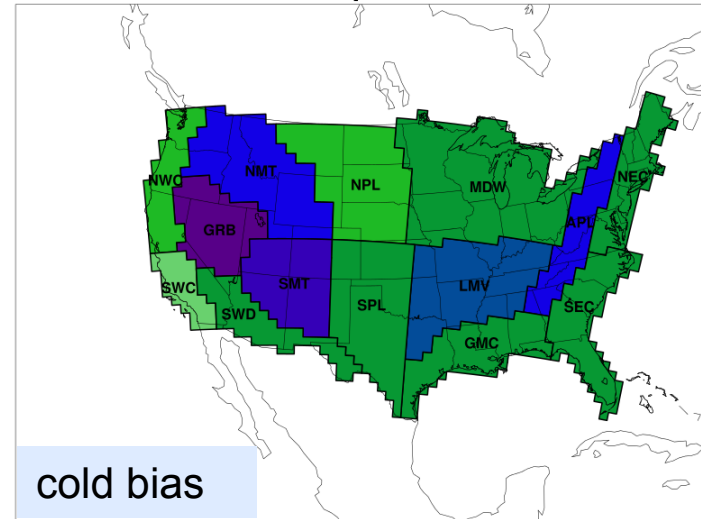 NWC
NMT
NPL
MDW
NEC
APL
GRB
SMT
SWC
SWD
SPL
LMV
SEC
GMC
cold bias